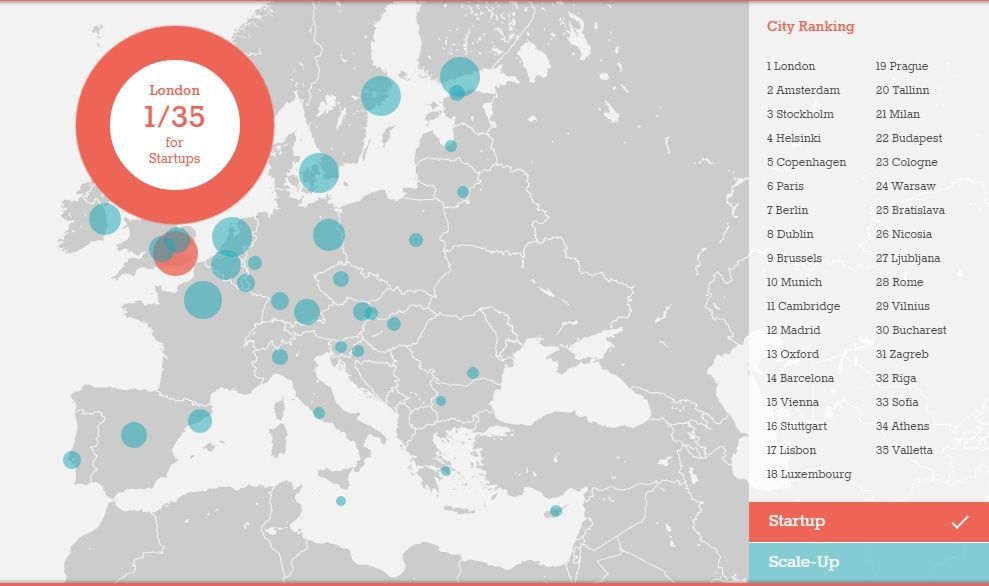 London
1/35
for
Startups
City Ranking
1 London
2 Amsterdam
3 Stockholm
4 Helsinki
5 Copenhagen
6 Paris
7 Berlin
8 Dublin
9 Brussels
10 Munich
11 Cambridge
12 Madrid
13 Oxford
14 Barcelona
15 Vienna
16 Stuttgart
17 Lisbon
18 Luxembourg
19 Prague
20 Tallinn
21 Milan
22 Budapest
23 Cologne
24 Warsaw
25 Bratislava
26 Nicosia
27 Ljubljana
28 Rome
29 Vilnius
30 Bucharest
31 Zagreb
32 Riga
33 Sofia
34 Athens
35 Valletta
Startup
Scale-Up